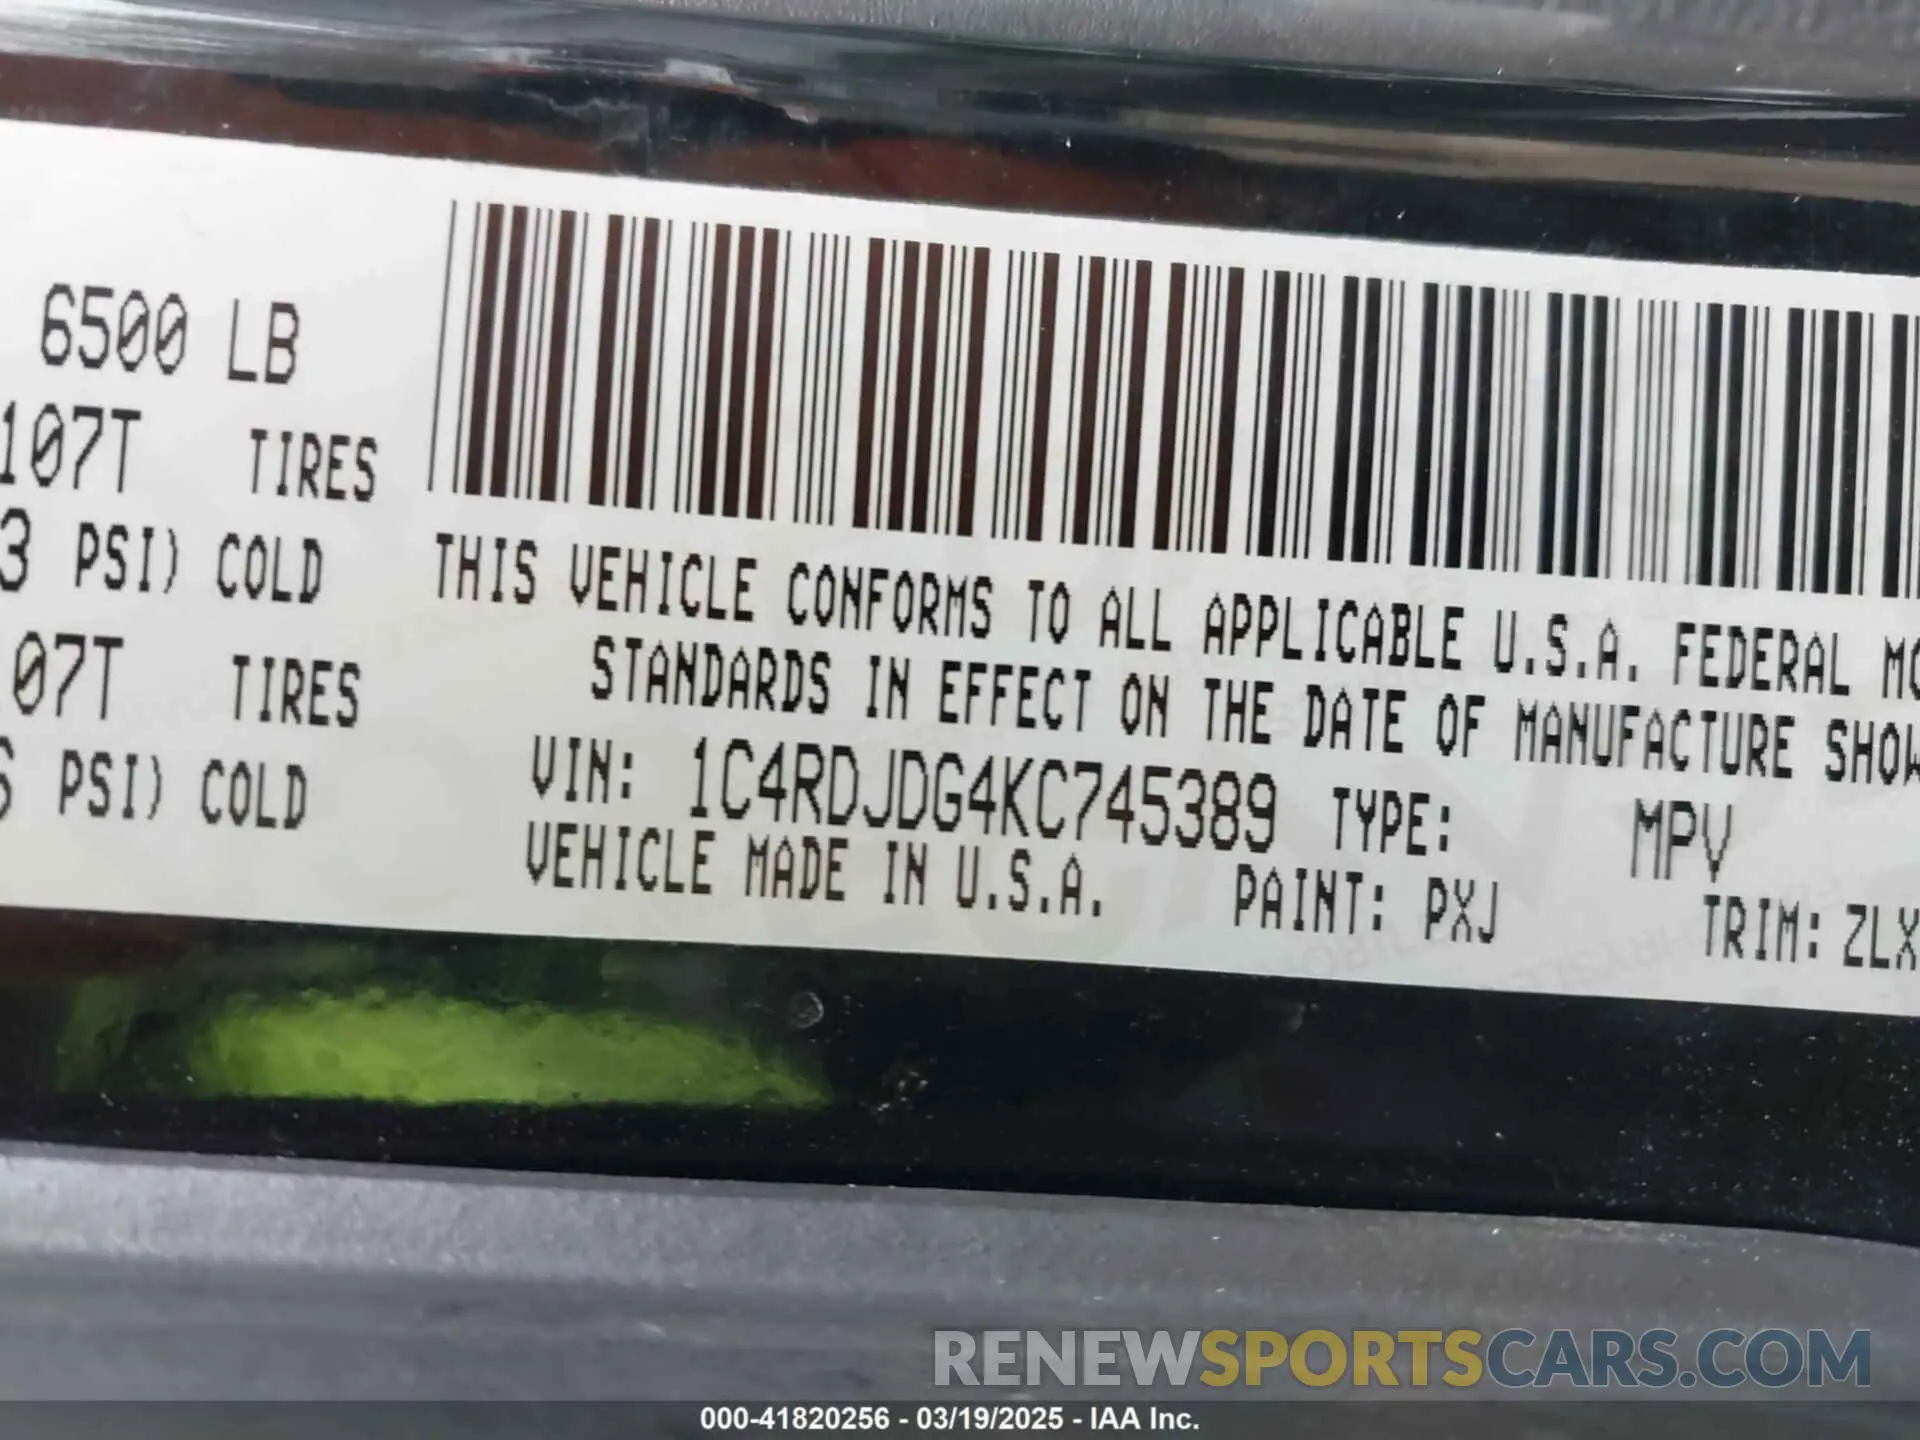 6500 LB
107T TIRES
3 PSI) COLD
07T TIRES
PSI) COLD
THIS VEHICLE CONFORMS TO ALL APPLICABLE U.S.A. FEDERAL
STANDARDS IN EFFECT ON THE DATE OF MANUFACTURE SHOW
VIN: 1C4RDJDG4KC745389 TYPE: MPV
VEHICLE MADE IN U.S.A. PAINT: PXJ TRIM: ZLX
RENEWSPORTSCARS.COM
000-41820256 - 03/19/2025 - IAA Inc.